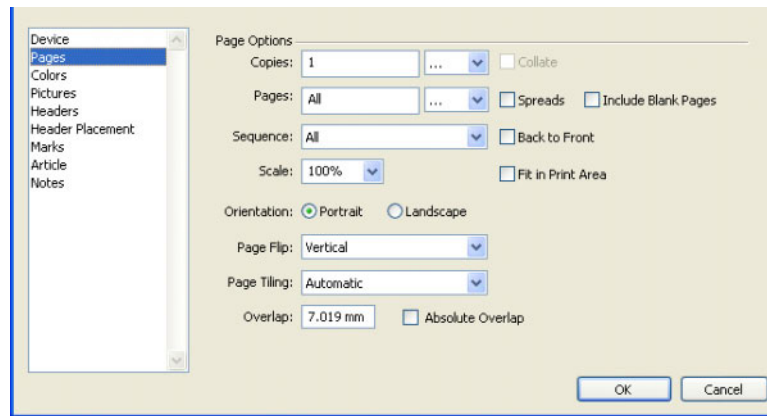 Device
Pages
Colors
Pictures
Headers
Header Placement
Marks
Article
Notes
Page Options
Copies: 1 ... Collate
Pages: All ... Spreads Include Blank Pages
Sequence: All Back to Front
Scale: 100% Fit in Print Area
Orientation: Portrait Landscape
Page Flip: Vertical
Page Tiling: Automatic
Overlap: 7.019 mm Absolute Overlap
OK Cancel